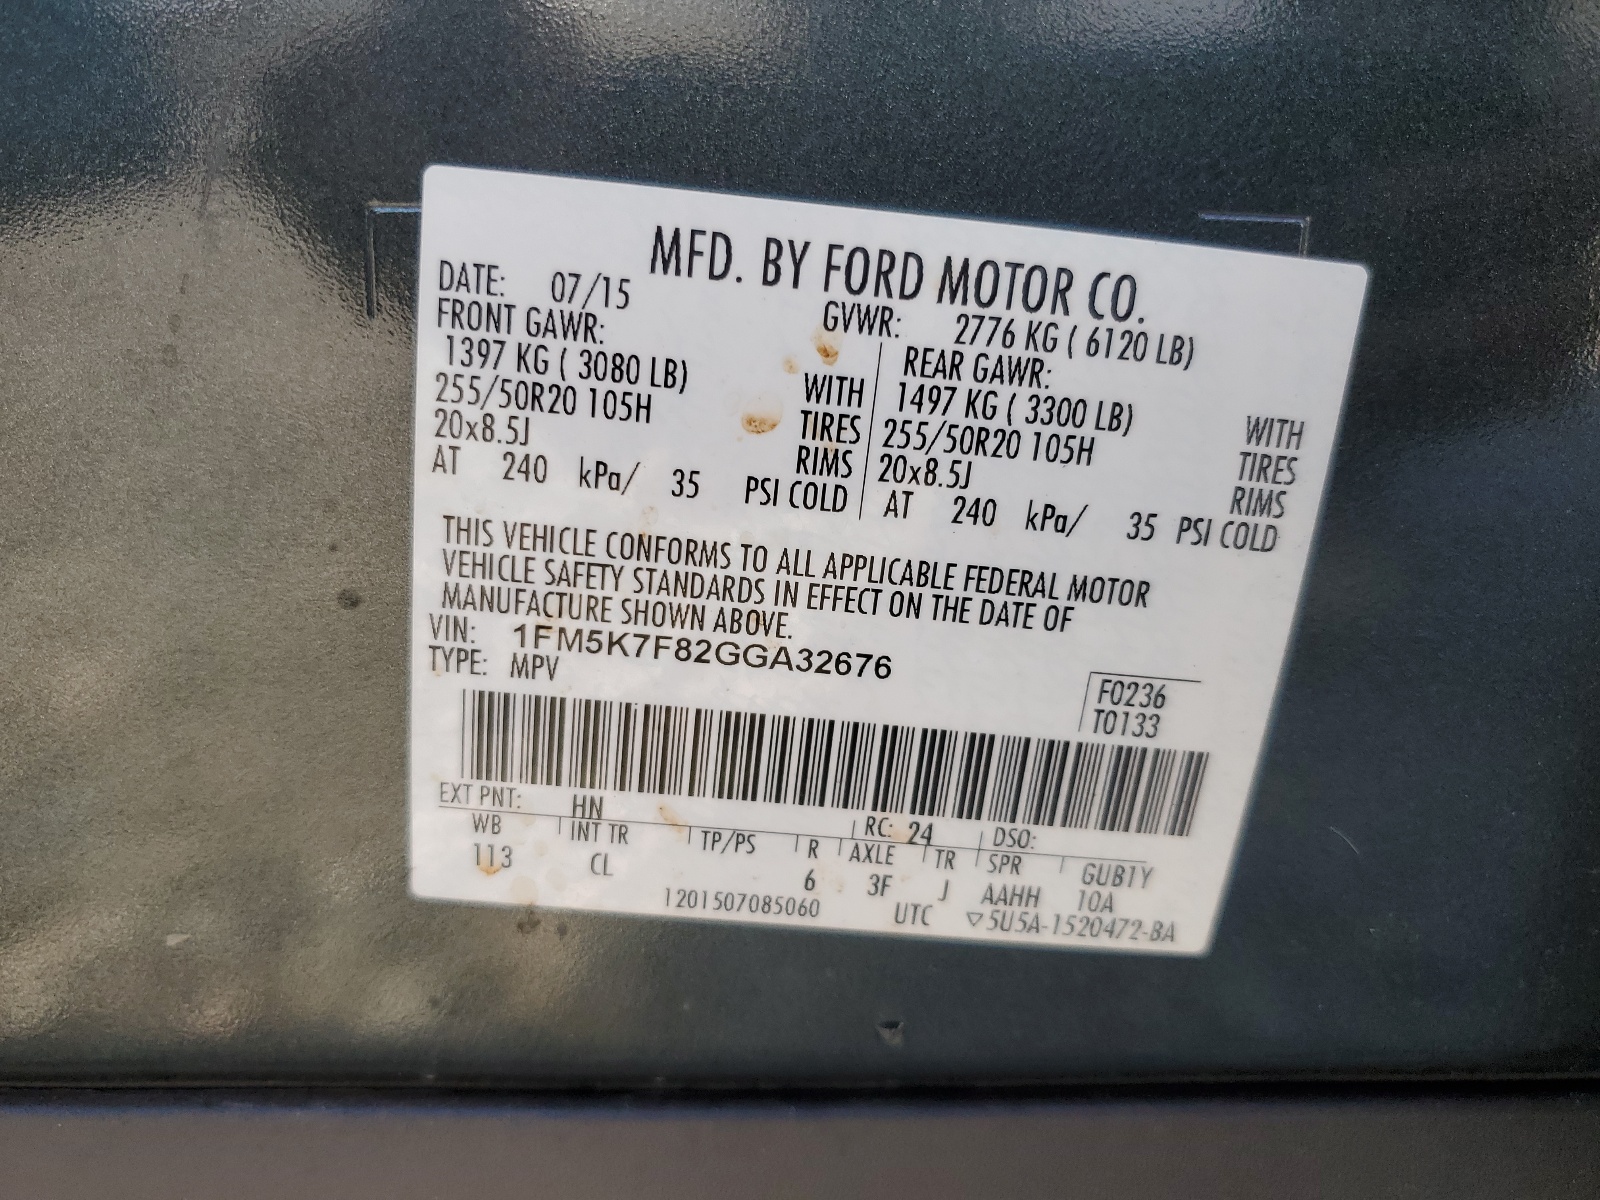 MFD. BY FORD MOTOR CO.
DATE: 07/15 GVWR: 2776 KG ( 6120 LB)
FRONT GAWR: REAR GAWR:
1397 KG ( 3080 LB) WITH 1497 KG ( 3300 LB) WITH
255/50R20 105H TIRES 255/50R20 105H TIRES
20x8.5J RIMS 20x8.5J RIMS
AT 240 kPa/ 35 PSI COLD AT 240 kPa/ 35 PSI COLD
THIS VEHICLE CONFORMS TO ALL APPLICABLE FEDERAL MOTOR
VEHICLE SAFETY STANDARDS IN EFFECT ON THE DATE OF
MANUFACTURE SHOWN ABOVE.
VIN: 1FM5K7F82GGA32676
TYPE: MPV
F0236
T0133
EXT PNT: HN RC: 24 DSO:
WB INT TR TP/PS R AXLE TR SPR GUB1Y
113 CL 6 3F J AAHH 10A
1201507085060 UTC ▽5U5A-1520472-BA